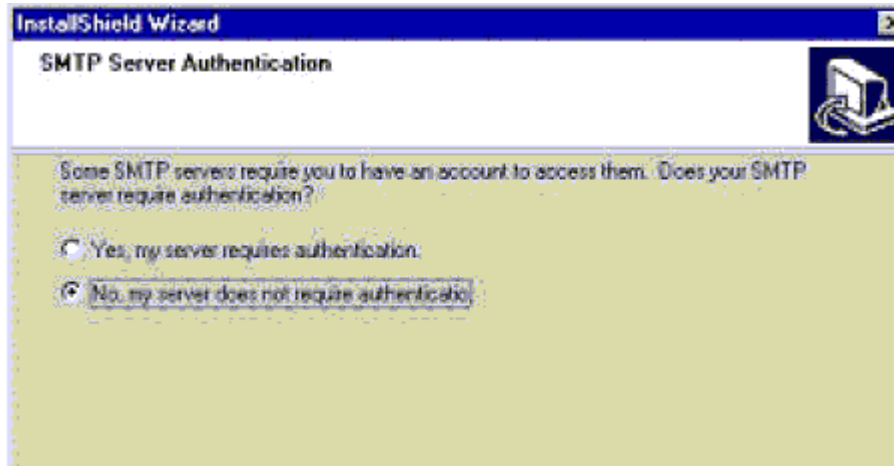 InstallShield Wizard
SMTP Server Authentication
Some SMTP servers require you to have an account to access them. Does your SMTP
server require authentication?
Yes, my server requires authentication.
No, my server does not require authenticatio